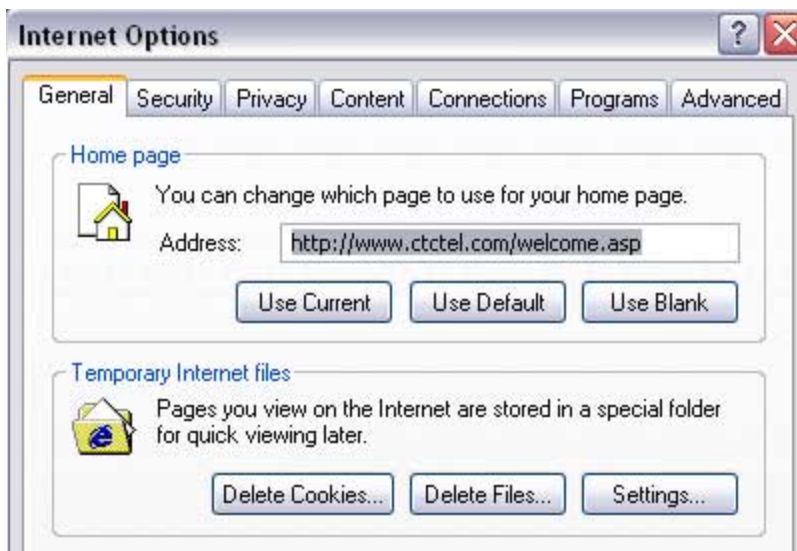 Internet Options
General Security Privacy Content Connections Programs Advanced
Home page
You can change which page to use for your home page.
Address: http://www.ctctel.com/welcome.asp
Use Current Use Default Use Blank
Temporary Internet files
Pages you view on the Internet are stored in a special folder
for quick viewing later.
Delete Cookies... Delete Files... Settings...